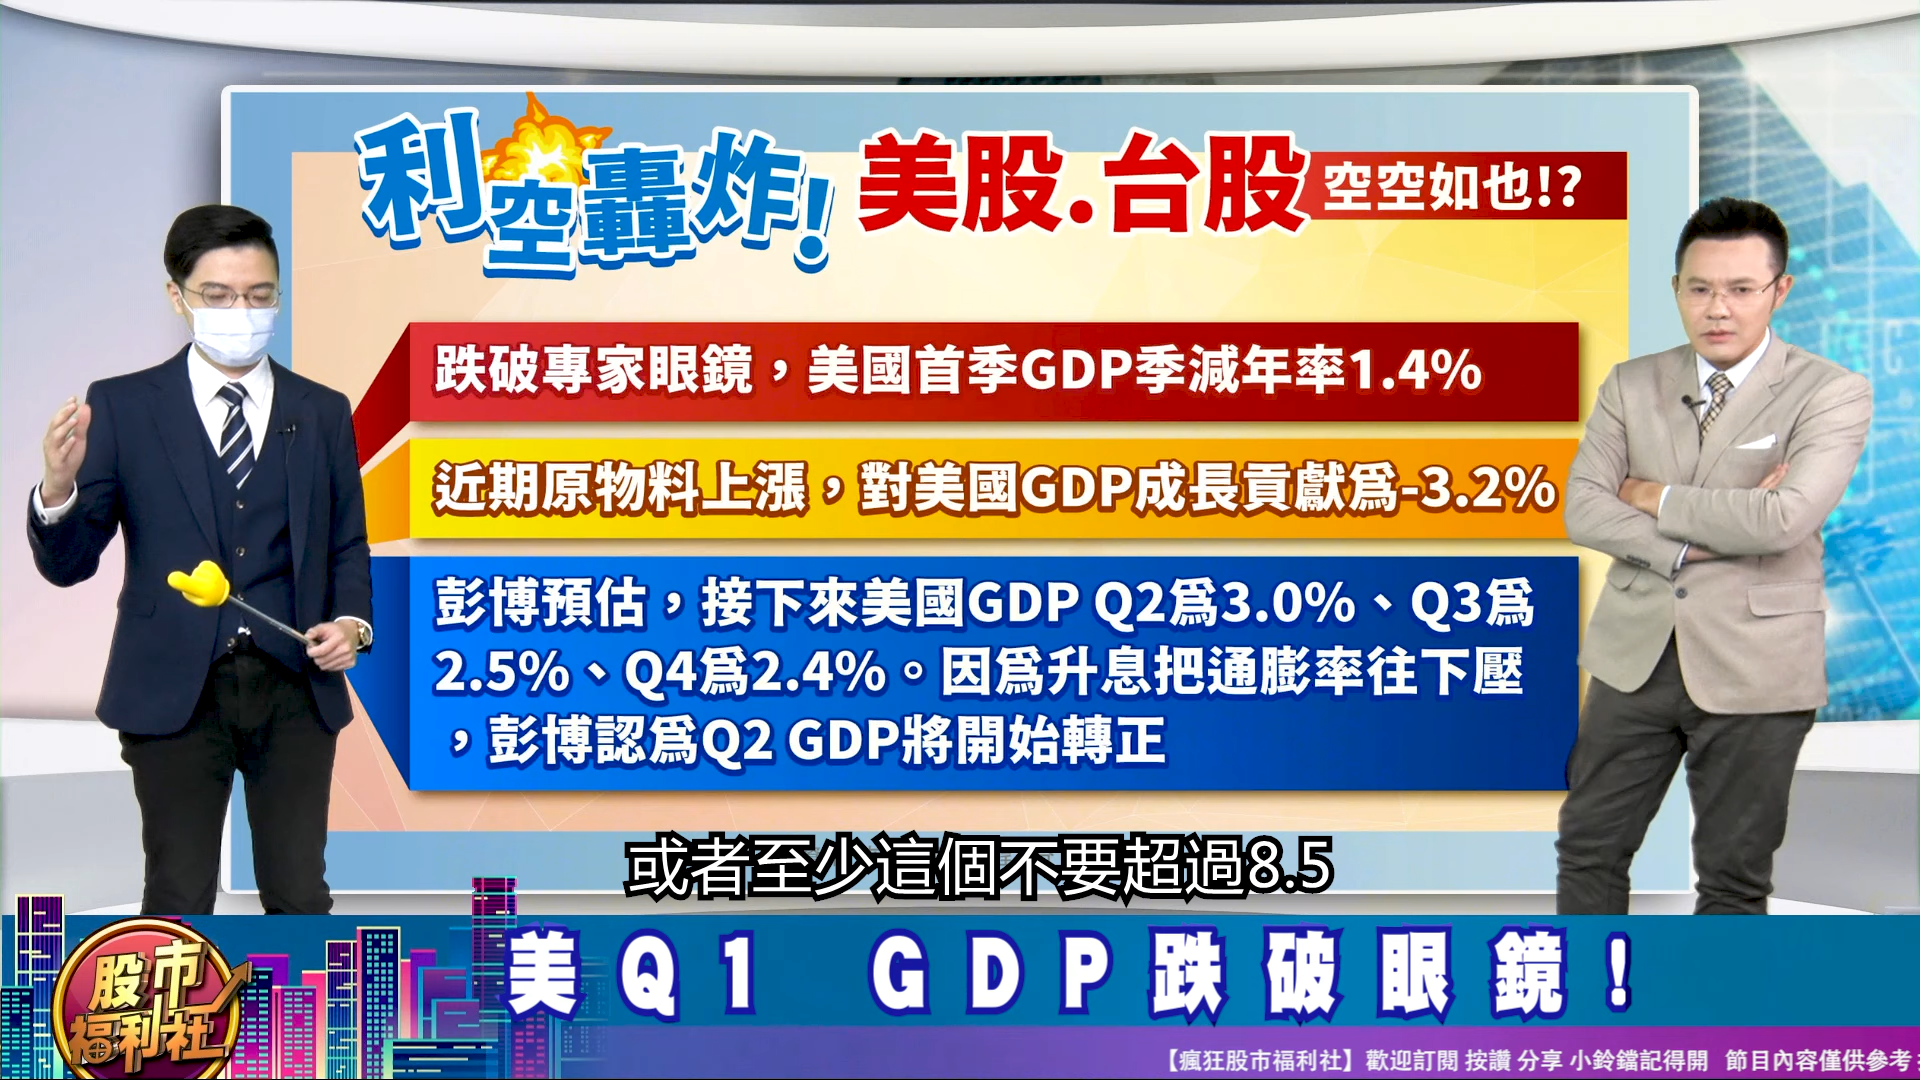 利空轟炸!美股.台股空空如也!?
跌破專家眼鏡，美國首季GDP季減年率1.4%
近期原物料上漲，對美國GDP成長貢獻爲-3.2%
彭博預估，接下來美國GDP Q2爲3.0%、Q3爲
2.5%、Q4爲2.4%。因爲升息把通膨率往下壓
，彭博認爲Q2 GDP將開始轉正
或者至少這個不要超過8.5
美Q1 GDP跌破眼鏡!
股市
福利社
【瘋狂股市福利社】歡迎訂閱 按讚 分享 小鈴鐺記得開 節目內容僅供參考